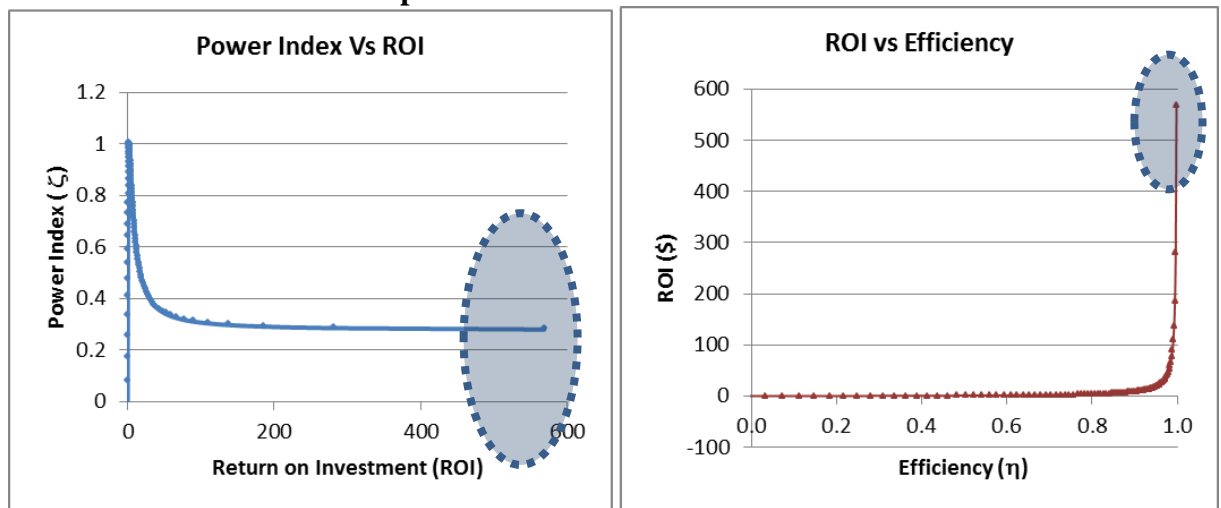 Power Index Vs ROI
1.2
1
0.8
0.6
0.4
0.2
0
0 200 400 600
Power Index (ζ)
Return on Investment (ROI)
ROI vs Efficiency
600
500
400
300
200
100
0
-100
0.0 0.2 0.4 0.6 0.8 1.0
ROI ($)
Efficiency (η)